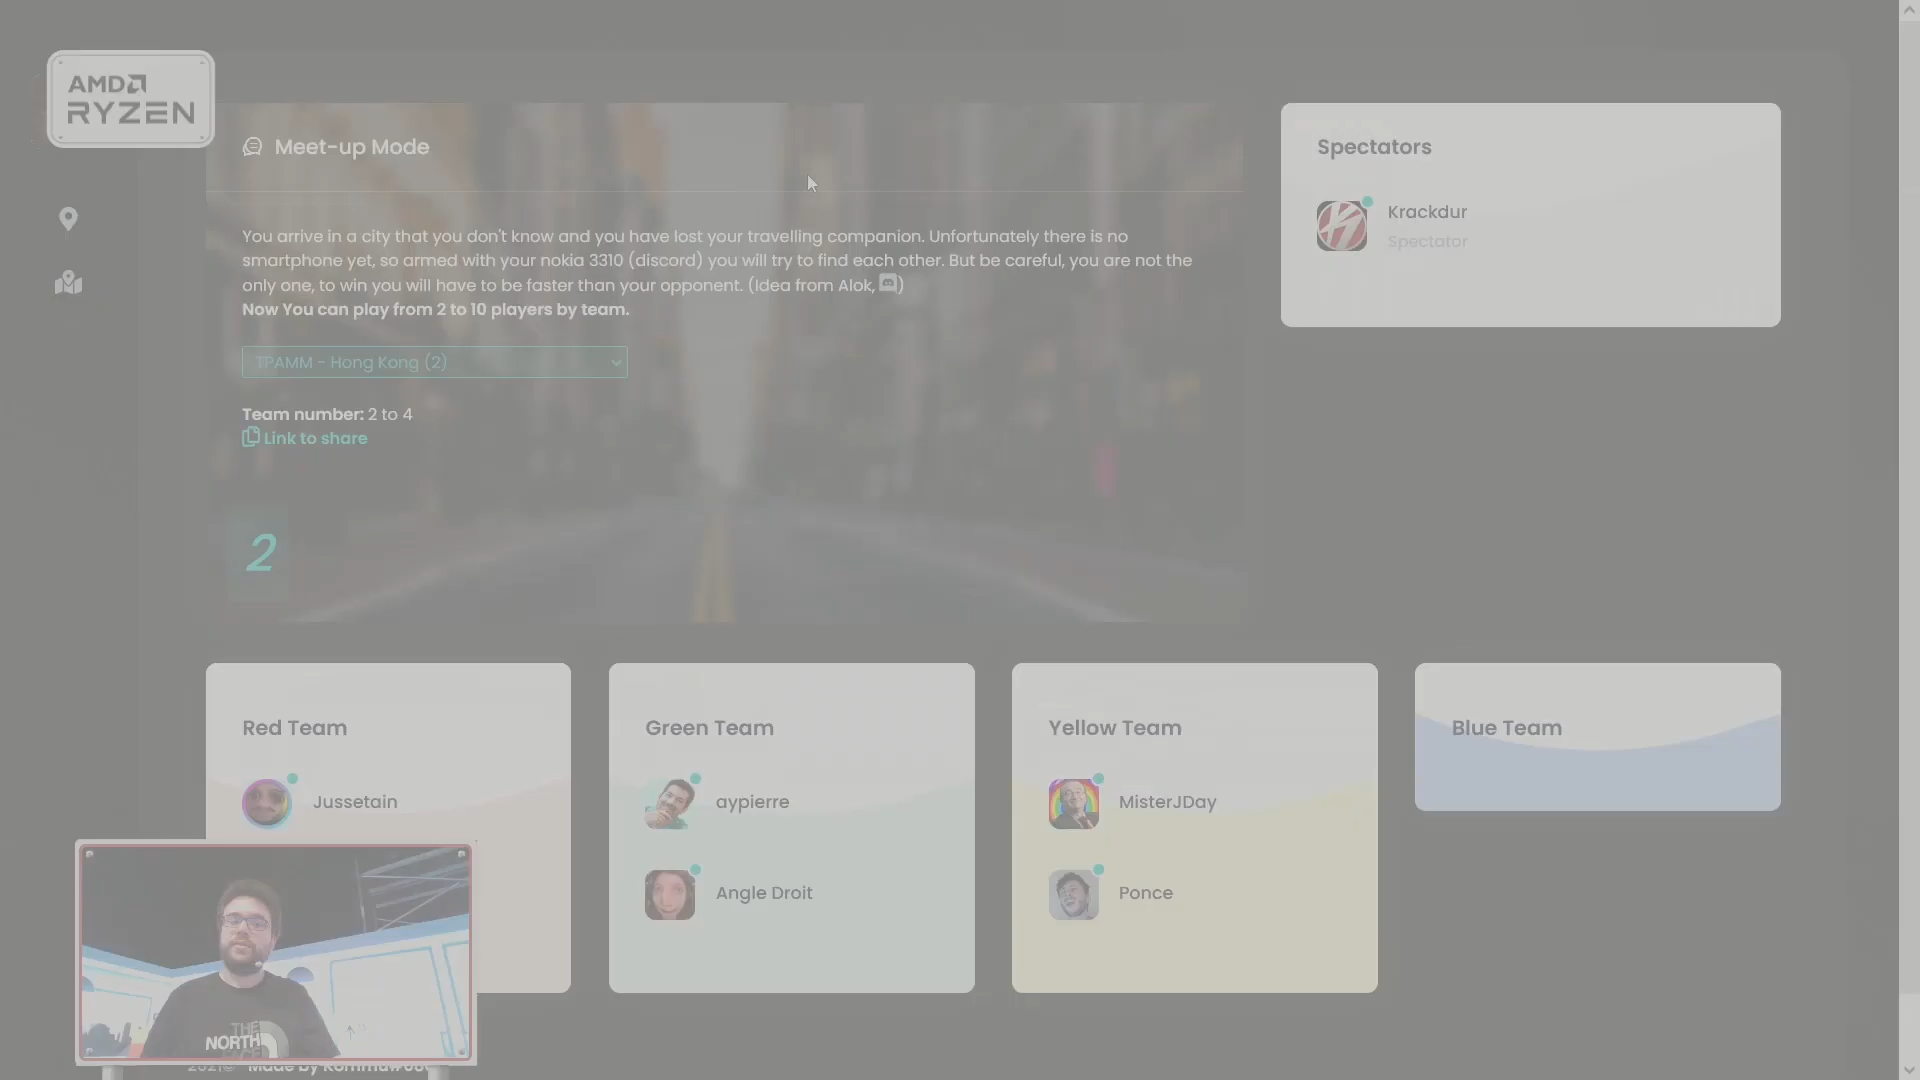 AMD
RYZEN
Meet-up Mode
You arrive in a city that you don't know and you have lost your travelling companion. Unfortunately there is no
smartphone yet, so armed with your nokia 3310 (discord) you will try to find each other. But be careful, you are not the
only one, to win you will have to be faster than your opponent. (Idea from Alok, )
Now You can play from 2 to 10 players by team.
TPAMM - Hong Kong (2)
Team number: 2 to 4
Link to share
2
Spectators
Krackdur
Spectator
Red Team
Jussetain
Green Team
aypierre
Angle Droit
Yellow Team
MisterJDay
Ponce
Blue Team
THE
NORTH
FACE
Made by